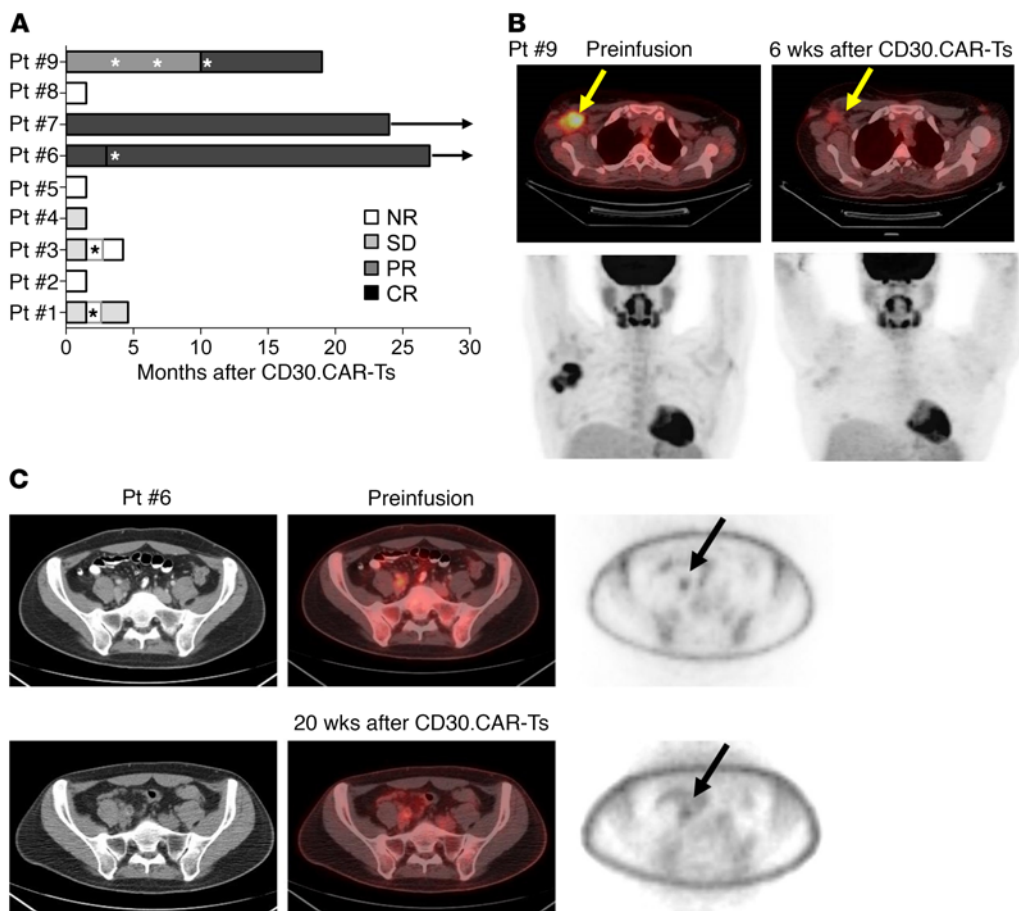 A
Pt #9
Pt #8
Pt #7
Pt #6
Pt #5
Pt #4
Pt #3
Pt #2
Pt #1
* * *
*
*
*
NR
SD
PR
CR
0 5 10 15 20 25 30
Months after CD30.CAR-Ts
B
Pt #9 Preinfusion 6 wks after CD30.CAR-Ts
C
Pt #6 Preinfusion
20 wks after CD30.CAR-Ts